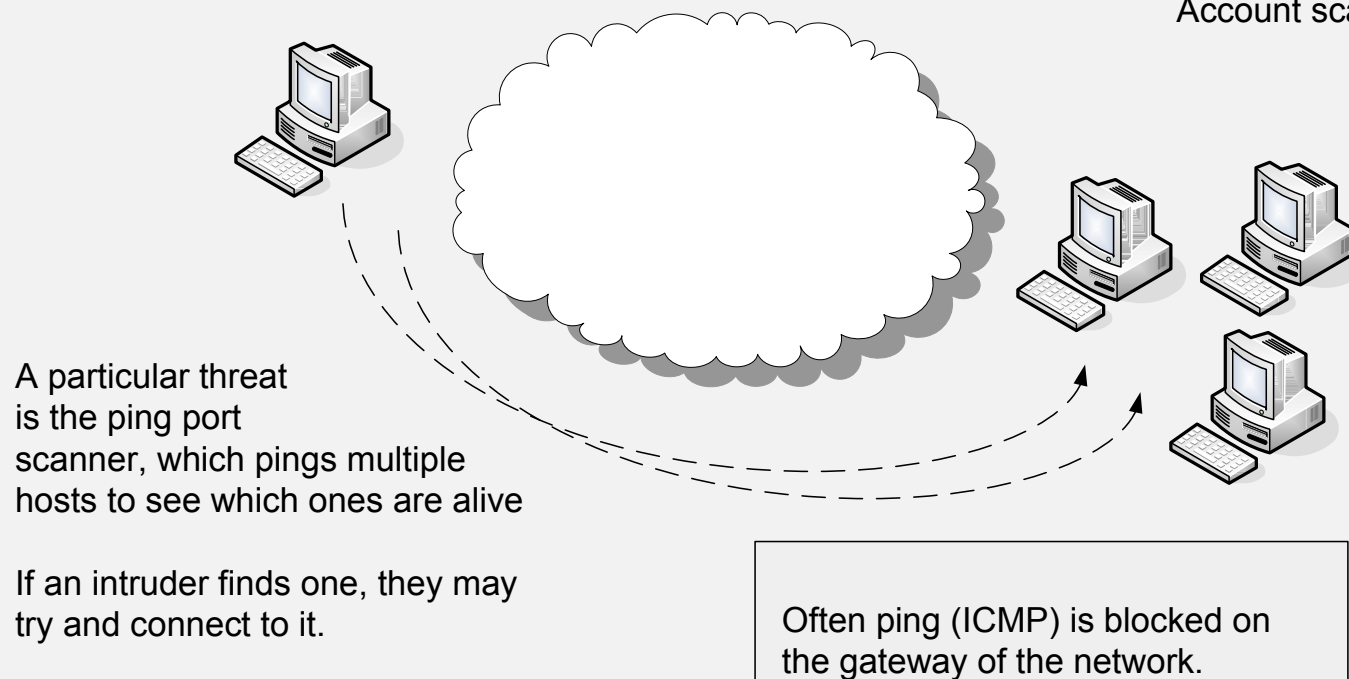 Account sca
A particular threat
is the ping port
scanner, which pings multiple
hosts to see which ones are alive
If an intruder finds one, they may
try and connect to it.
Often ping (ICMP) is blocked on
the gateway of the network.